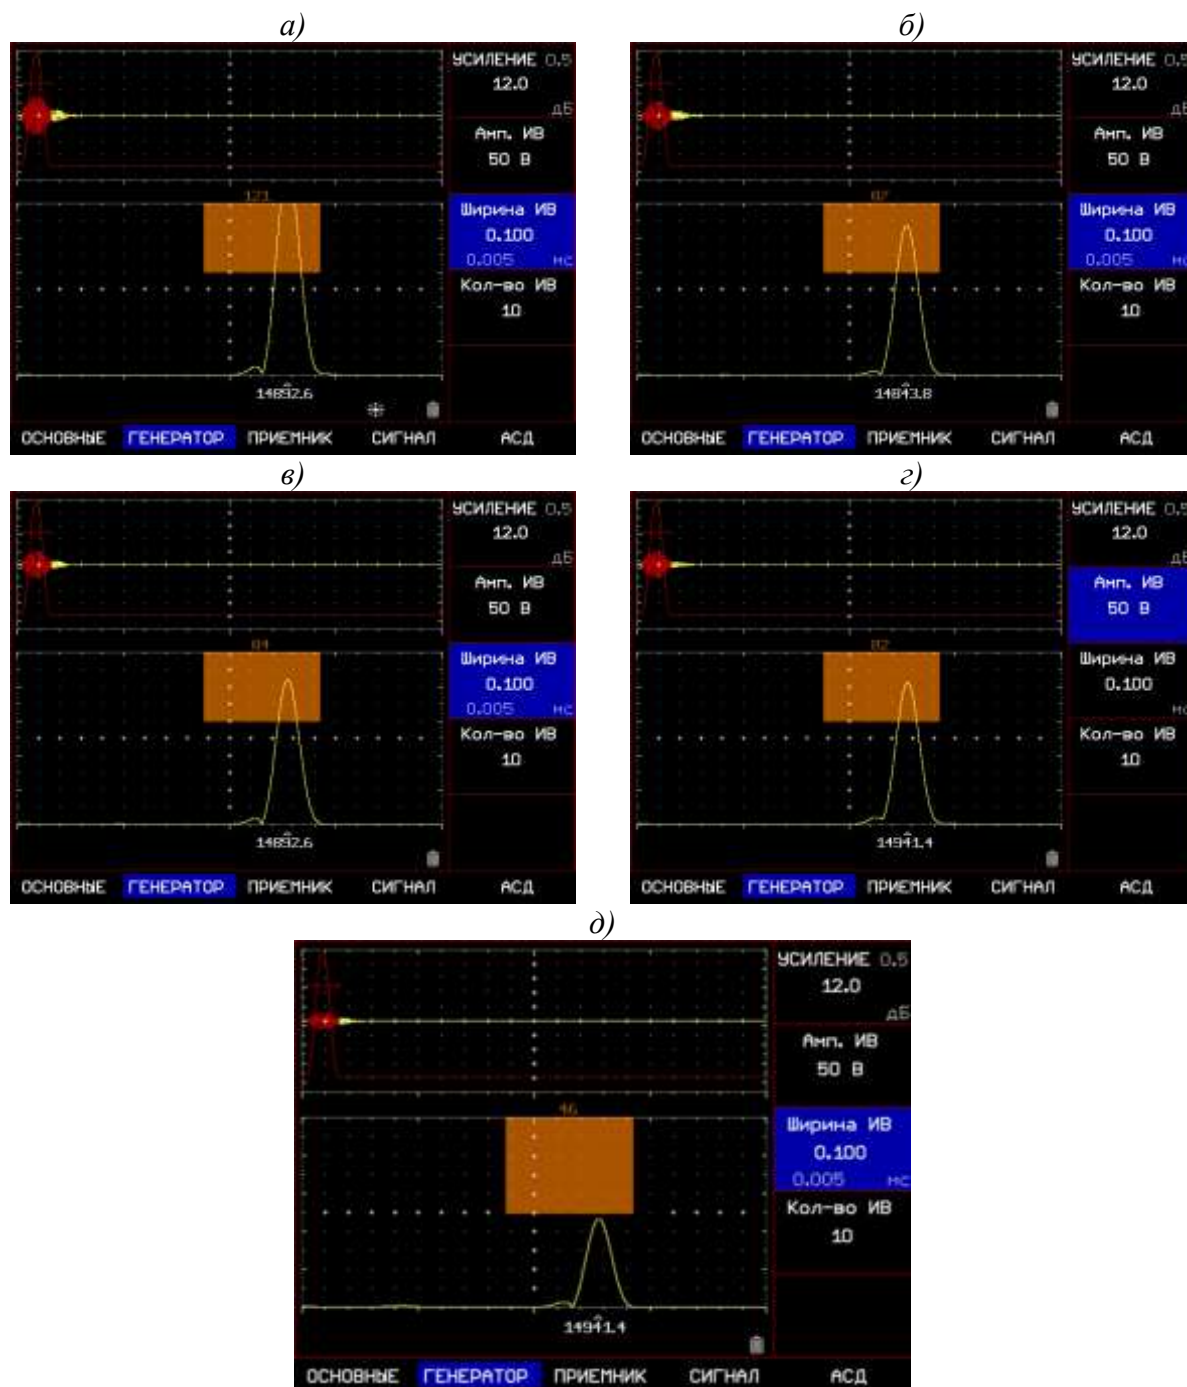 а)
УСИЛЕНИЕ 0.5
12.0
дБ
Амп. ИВ
50 В
121
Ширина ИВ
0.100
0.005 мс
Кол-во ИВ
10
14892.6
ОСНОВНЫЕ ГЕНЕРАТОР ПРИЕМНИК СИГНАЛ АСД
б)
УСИЛЕНИЕ 0.5
12.0
дБ
Амп. ИВ
50 В
87
Ширина ИВ
0.100
0.005 мс
Кол-во ИВ
10
14843.8
ОСНОВНЫЕ ГЕНЕРАТОР ПРИЕМНИК СИГНАЛ АСД
в)
УСИЛЕНИЕ 0.5
12.0
дБ
Амп. ИВ
50 В
84
Ширина ИВ
0.100
0.005 мс
Кол-во ИВ
10
14892.6
ОСНОВНЫЕ ГЕНЕРАТОР ПРИЕМНИК СИГНАЛ АСД
г)
УСИЛЕНИЕ 0.5
12.0
дБ
Амп. ИВ
50 В
82
Ширина ИВ
0.100
мс
Кол-во ИВ
10
14941.4
ОСНОВНЫЕ ГЕНЕРАТОР ПРИЕМНИК СИГНАЛ АСД
д)
УСИЛЕНИЕ 0.5
12.0
дБ
Амп. ИВ
50 В
46
Ширина ИВ
0.100
0.005 мс
Кол-во ИВ
10
14941.4
ОСНОВНЫЕ ГЕНЕРАТОР ПРИЕМНИК СИГНАЛ АСД